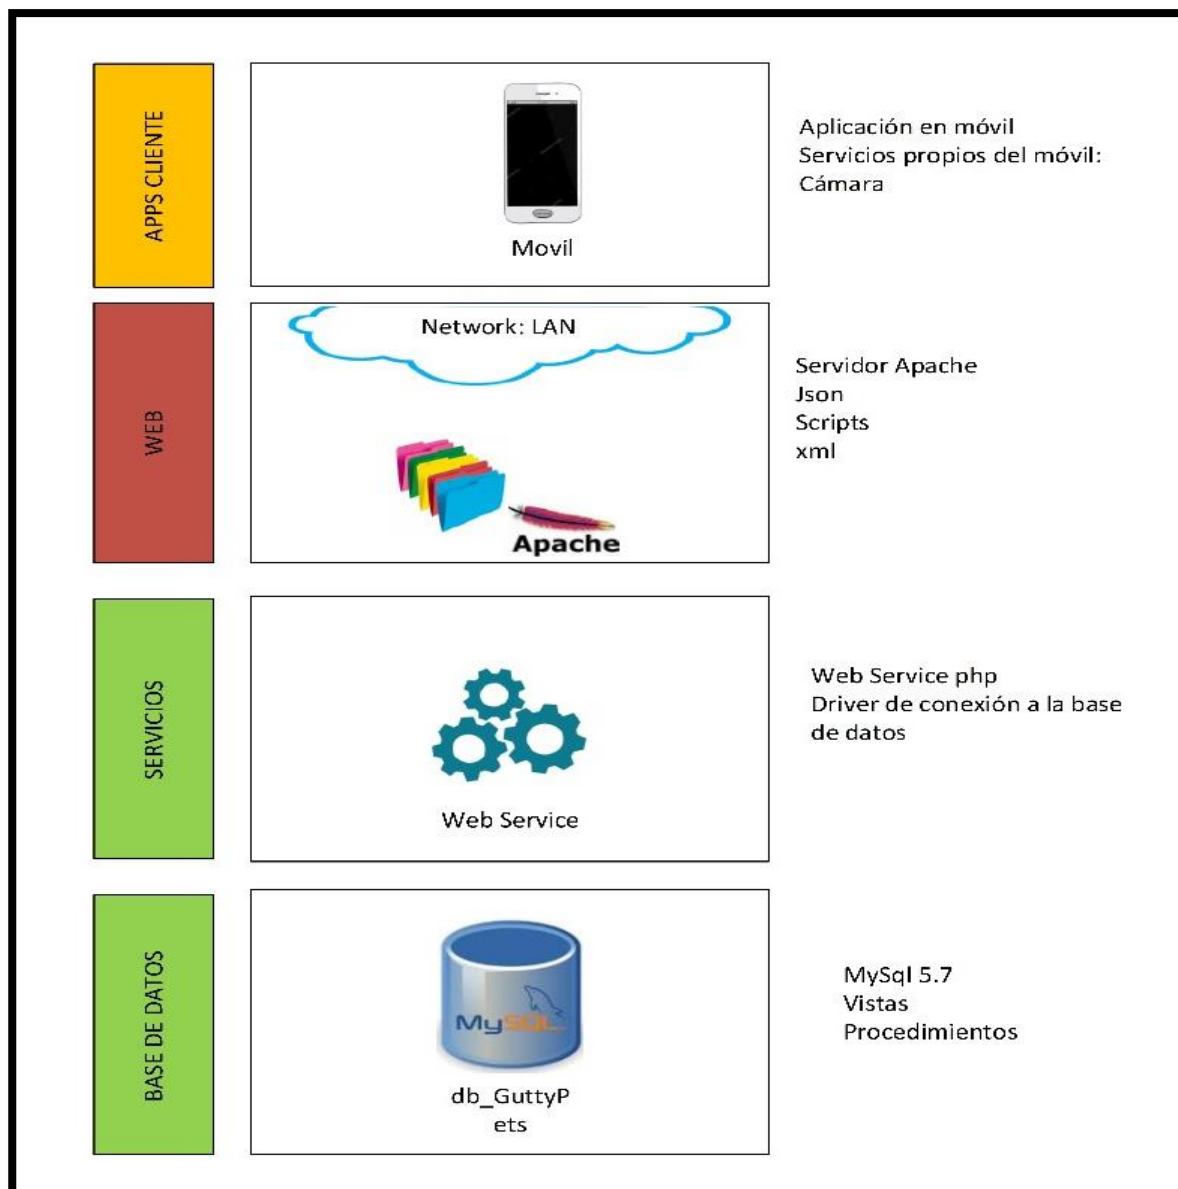 APPS CLIENTE
Movil
Aplicación en móvil
Servicios propios del móvil:
Cámara
WEB
Network: LAN
Apache
Servidor Apache
Json
Scripts
xml
SERVICIOS
Web Service
Web Service php
Driver de conexión a la base
de datos
BASE DE DATOS
MySQL
db_GuttyP
ets
MySql 5.7
Vistas
Procedimientos